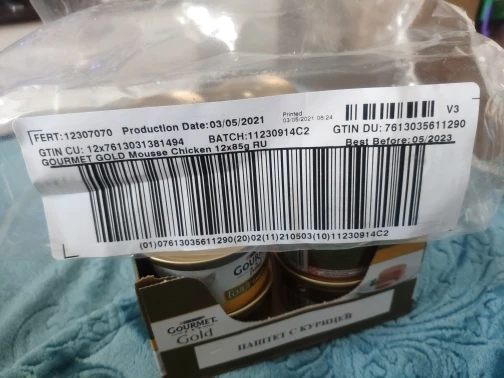 FERT:12307070 Production Date:03/05/2021 Printed 03/05/2021 08:24 V3
GTIN CU: 12x7613031381494 BATCH:11230914C2 GTIN DU: 7613035611290
GOURMET GOLD Mousse Chicken 12x85g RU Best Before: 05/2023
(01)07613035611290(20)02(11)210503(10)11230914C2
GOURMET
Gold
ПАШТЕТ С КУРИЦЕЙ